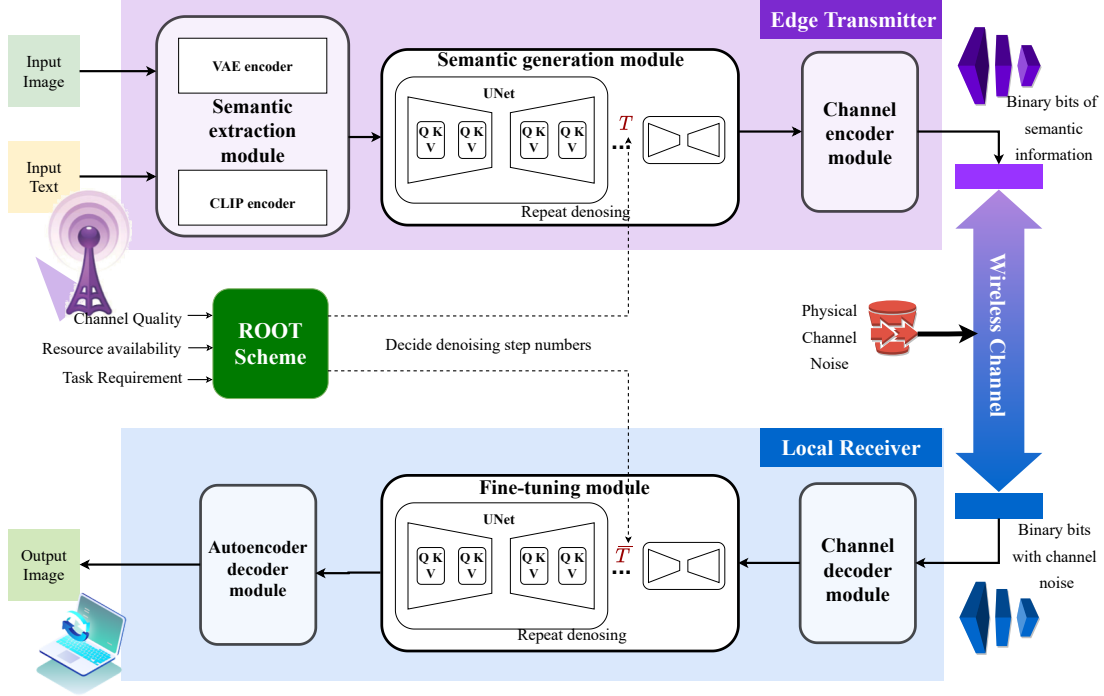 Edge Transmitter
Input
Image
VAE encoder
Semantic
extraction
module
CLIP encoder
Input
Text
Semantic generation module
UNet
Q K
V
Q K
V
Q K
V
Q K
V
T
...
Repeat denosing
Channel
encoder
module
Binary bits of
semantic
information
Wireless Channel
Physical
Channel
Noise
Channel Quality
Resource availability
Task Requirement
ROOT
Scheme
Decide denoising step numbers
Local Receiver
Fine-tuning module
UNet
Q K
V
Q K
V
Q K
V
Q K
V
T̅
...
Repeat denosing
Channel
decoder
module
Binary bits
with channel
noise
Autoencoder
decoder
module
Output
Image